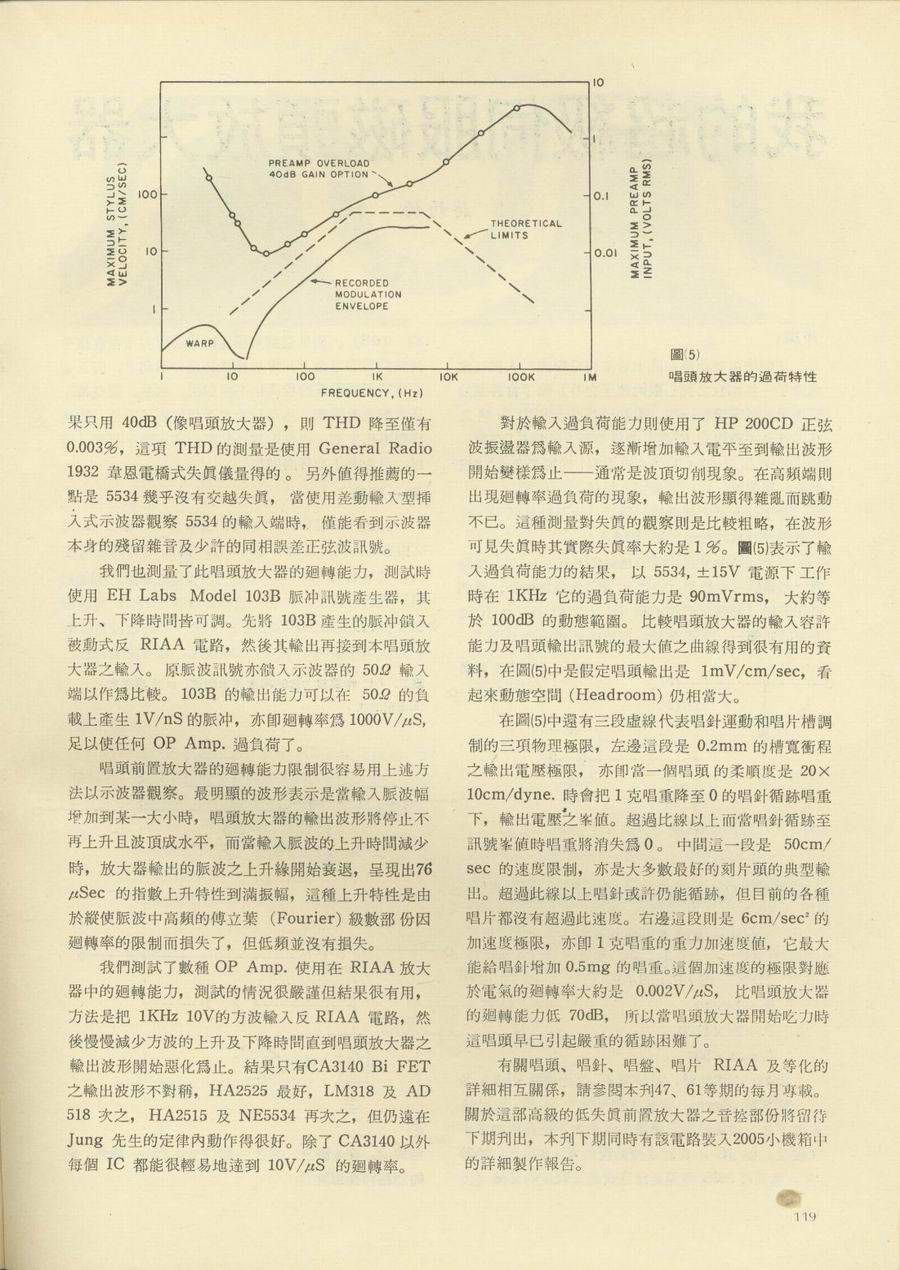 10
1
0.1
0.01
100
10
1
MAXIMUM STYLUS
VELOCITY, (CM/SEC)
MAXIMUM PREAMP
INPUT, (VOLTS RMS)
PREAMP OVERLOAD
40dB GAIN OPTION
THEORETICAL
LIMITS
RECORDED
MODULATION
ENVELOPE
WARP
1 10 100 1K 10K 100K 1M
FREQUENCY, (Hz)
圖(5)
唱頭放大器的過荷特性
果只用 40dB (像唱頭放大器) , 則 THD 降至僅有
0.003%, 這項 THD 的測量是使用 General Radio
1932 韋恩電橋式失眞儀量得的。 另外值得推薦的一
點是 5534 幾乎沒有交越失眞, 當使用差動輸入型揷
入式示波器觀察 5534 的輸入端時, 僅能看到示波器
本身的殘留雜音及少許的同相誤差正弦波訊號。
我們也測量了此唱頭放大器的廻轉能力, 測試時
使用 EH Labs Model 103B 脈冲訊號產生器, 其
上升、下降時間皆可調。先將 103B 產生的脈冲饋入
被動式反 RIAA 電路, 然後其輸出再接到本唱頭放
大器之輸入。 原脈波訊號亦饋入示波器的 50Ω 輸入
端以作爲比較。 103B 的輸出能力可以在 50Ω 的負
載上產生 1V/nS 的脈冲, 亦卽廻轉率爲 1000V/μS,
足以使任何 OP Amp. 過負荷了。
唱頭前置放大器的廻轉能力限制很容易用上述方
法以示波器觀察。最明顯的波形表示是當輸入脈波幅
增加到某一大小時, 唱頭放大器的輸出波形將停止不
再上升且波頂成水平, 而當輸入脈波的上升時間減少
時, 放大器輸出的脈波之上升緣開始衰退, 呈現出76
μSec 的指數上升特性到滿振幅, 這種上升特性是由
於縱使脈波中高頻的傅立葉 (Fourier) 級數部份因
廻轉率的限制而損失了, 但低頻並沒有損失。
我們測試了數種 OP Amp. 使用在 RIAA 放大
器中的廻轉能力, 測試的情況很嚴謹但結果很有用,
方法是把 1KHz 10V的方波輸入反 RIAA 電路, 然
後慢慢減少方波的上升及下降時間直到唱頭放大器之
輸出波形開始惡化爲止。結果只有CA3140 Bi FET
之輸出波形不對稱, HA2525 最好, LM318 及 AD
518 次之, HA2515 及 NE5534 再次之, 但仍遠在
Jung 先生的定律內動作得很好。除了 CA3140 以外
每個 IC 都能很輕易地達到 10V/μS 的廻轉率。
對於輸入過負荷能力則使用了 HP 200CD 正弦
波振盪器爲輸入源, 逐漸增加輸入電平至到輸出波形
開始變樣爲止——通常是波頂切削現象。在高頻端則
出現廻轉率過負荷的現象, 輸出波形顯得雜亂而跳動
不已。這種測量對失眞的觀察則是比較粗略, 在波形
可見失眞時其實際失眞率大約是 1 %。圖(5)表示了輸
入過負荷能力的結果, 以 5534, ±15V 電源下工作
時在 1KHz 它的過負荷能力是 90mVrms, 大約等
於 100dB 的動態範圍。 比較唱頭放大器的輸入容許
能力及唱頭輸出訊號的最大値之曲線得到很有用的資
料, 在圖(5)中是假定唱頭輸出是 1mV/cm/sec, 看
起來動態空間 (Headroom) 仍相當大。
在圖(5)中還有三段虛線代表唱針運動和唱片槽調
制的三項物理極限, 左邊這段是 0.2mm 的槽寬衝程
之輸出電壓極限, 亦卽當一個唱頭的柔順度是 20×
10cm/dyne. 時會把 1 克唱重降至 0 的唱針循跡唱重
下, 輸出電壓之峯値。超過比線以上而當唱針循跡至
訊號峯値時唱重將消失爲 0 。 中間這一段是 50cm/
sec 的速度限制, 亦是大多數最好的刻片頭的典型輸
出。超過此線以上唱針或許仍能循跡, 但目前的各種
唱片都沒有超過此速度。右邊這段則是 6cm/sec² 的
加速度極限, 亦卽 1 克唱重的重力加速度値, 它最大
能給唱針增加 0.5mg 的唱重。這個加速度的極限對應
於電氣的廻轉率大約是 0.002V/μS, 比唱頭放大器
的廻轉能力低 70dB, 所以當唱頭放大器開始吃力時
這唱頭早已引起嚴重的循跡困難了。
有關唱頭、唱針、唱盤、唱片 RIAA 及等化的
詳細相互關係, 請參閱本刋47、61等期的每月專載。
關於這部高級的低失眞前置放大器之音控部份將留待
下期刋出, 本刋下期同時有該電路裝入2005小機箱中
的詳細製作報告。
119